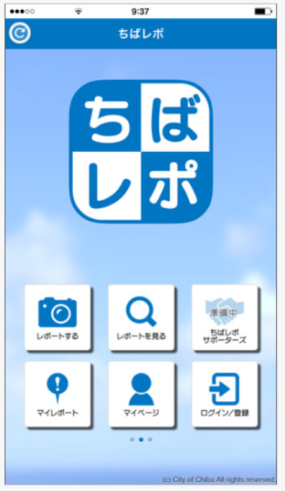 9:37
ちばレポ
ちば
レポ
レポートする
レポートを見る
準備中
ちばレポ
サポーターズ
マイレポート
マイページ
ログイン/登録
(c) City of Chiba All rights reserved.